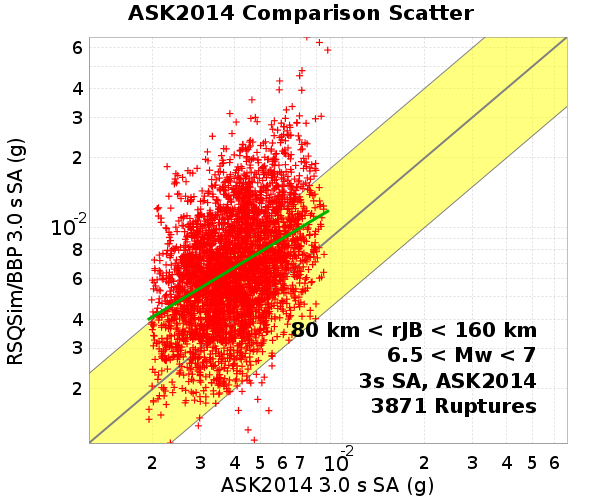 ASK2014 Comparison Scatter
6
4
3
2
10-2
8
6
4
3
2
RSQSim/BBP 3.0 s SA (g)
80 km < rJB < 160 km
6.5 < Mw < 7
3s SA, ASK2014
3871 Ruptures
2 3 4 5 6 7 10-2 2 3 4 5 6
ASK2014 3.0 s SA (g)